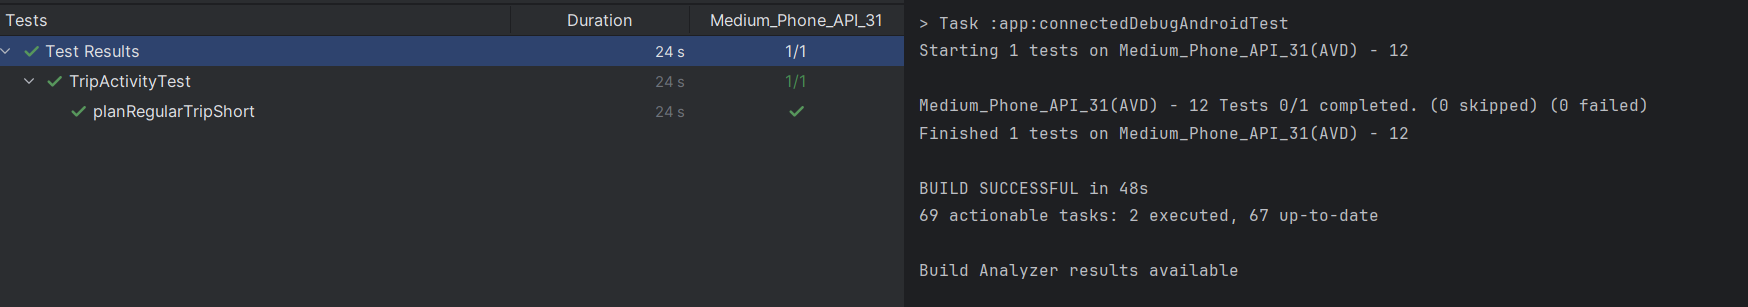 Tests Duration Medium_Phone_API_31
Test Results 24 s 1/1
TripActivityTest 24 s 1/1
planRegularTripShort 24 s
> Task :app:connectedDebugAndroidTest
Starting 1 tests on Medium_Phone_API_31(AVD) - 12
Medium_Phone_API_31(AVD) - 12 Tests 0/1 completed. (0 skipped) (0 failed)
Finished 1 tests on Medium_Phone_API_31(AVD) - 12
BUILD SUCCESSFUL in 48s
69 actionable tasks: 2 executed, 67 up-to-date
Build Analyzer results available